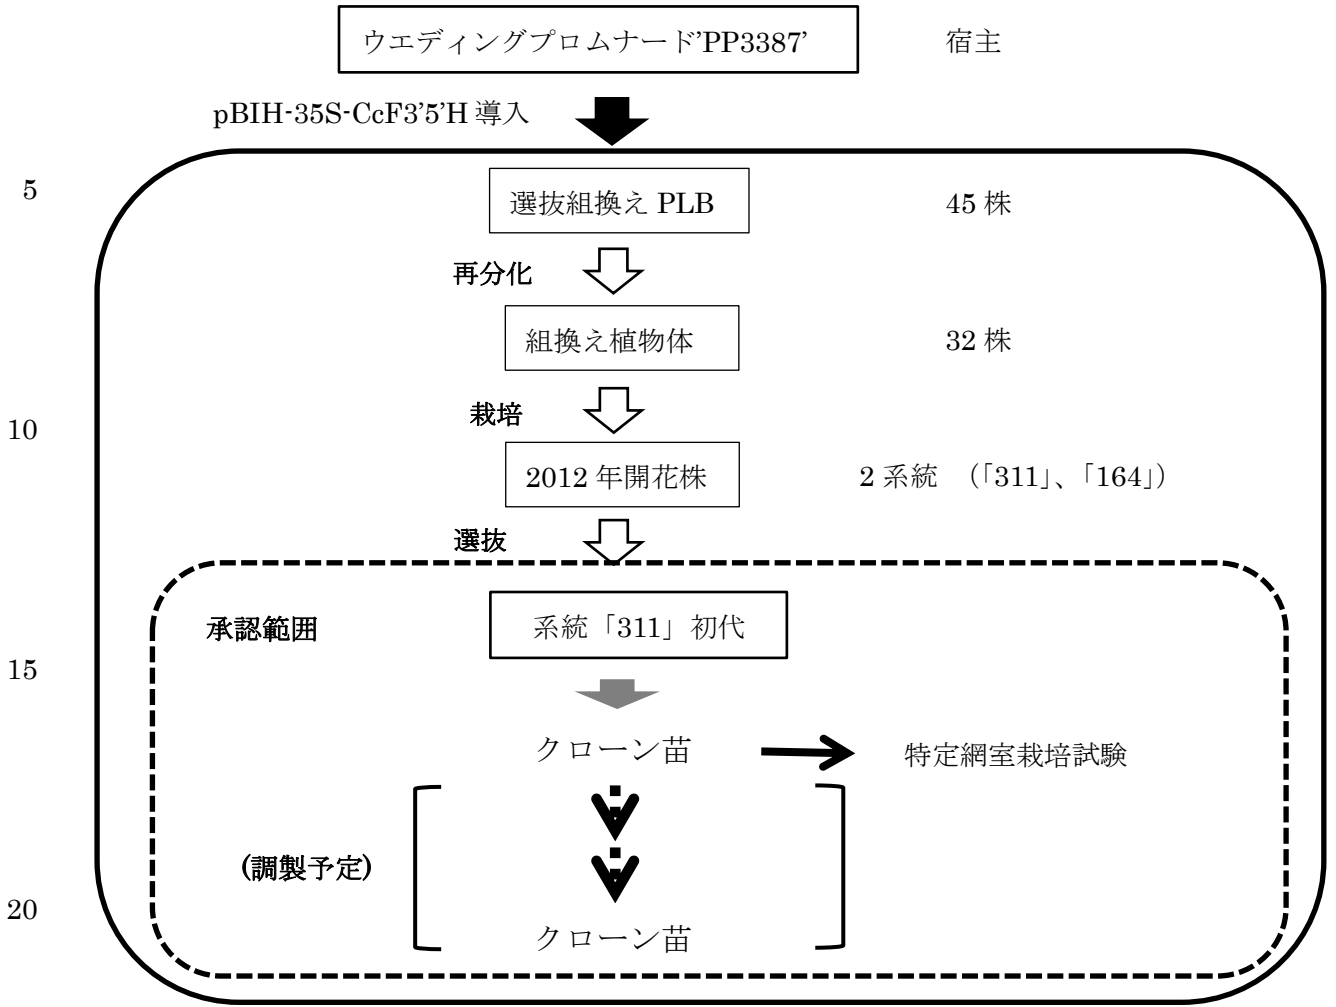 ウエディングプロムナード’PP3387’ 宿主
pBIH-35S-CcF3’5’H 導入
5 選抜組換え PLB 45 株
再分化
組換え植物体 32 株
10 栽培
2012 年開花株 2 系統 （「311」、「164」）
選抜
承認範囲 系統「311」初代
15
クローン苗 特定網室栽培試験
(調製予定)
20
クローン苗